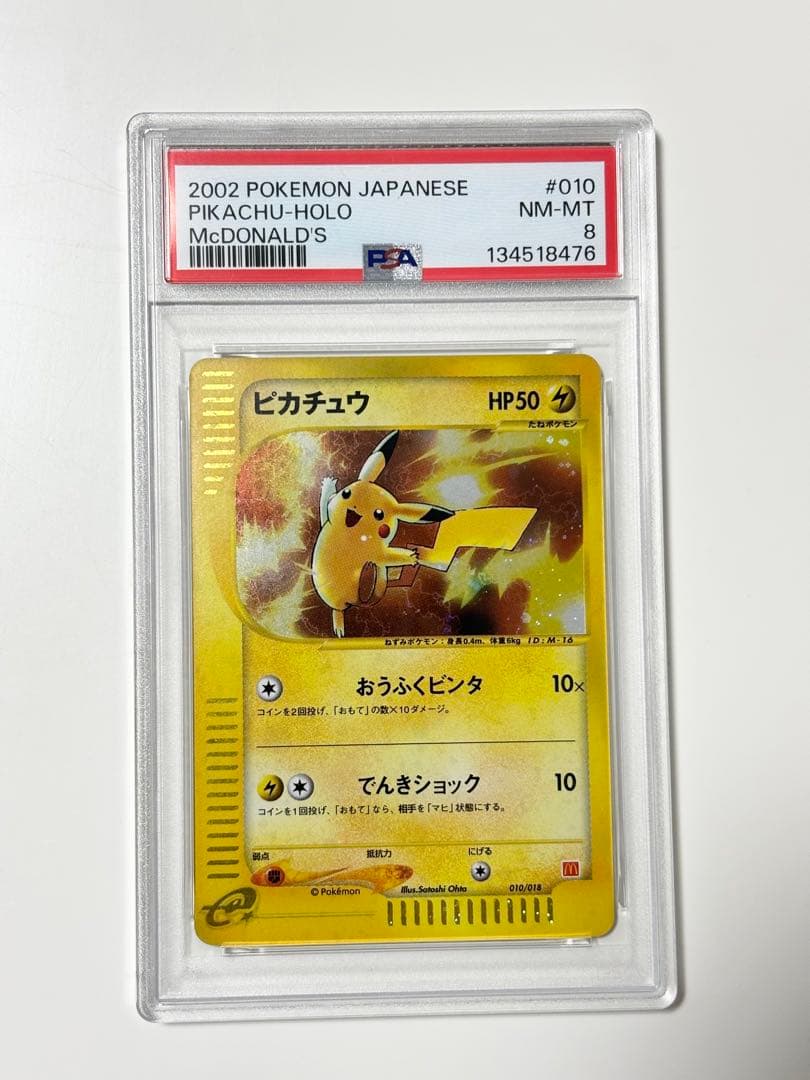 2002 POKEMON JAPANESE #010
PIKACHU-HOLO NM-MT
McDONALD'S 8
PSA 134518476
ピカチュウ HP50
たねポケモン
ねずみポケモン:身長0.4m、体重6kg ID:M-16
おうふくビンタ 10×
コインを2回投げ、「おもて」の数×10ダメージ。
でんきショック 10
コインを1回投げ、「おもて」なら、相手を「マヒ」状態にする。
弱点 抵抗力 にげる
©Pokémon Illus.Satoshi Ohta 010/018
e